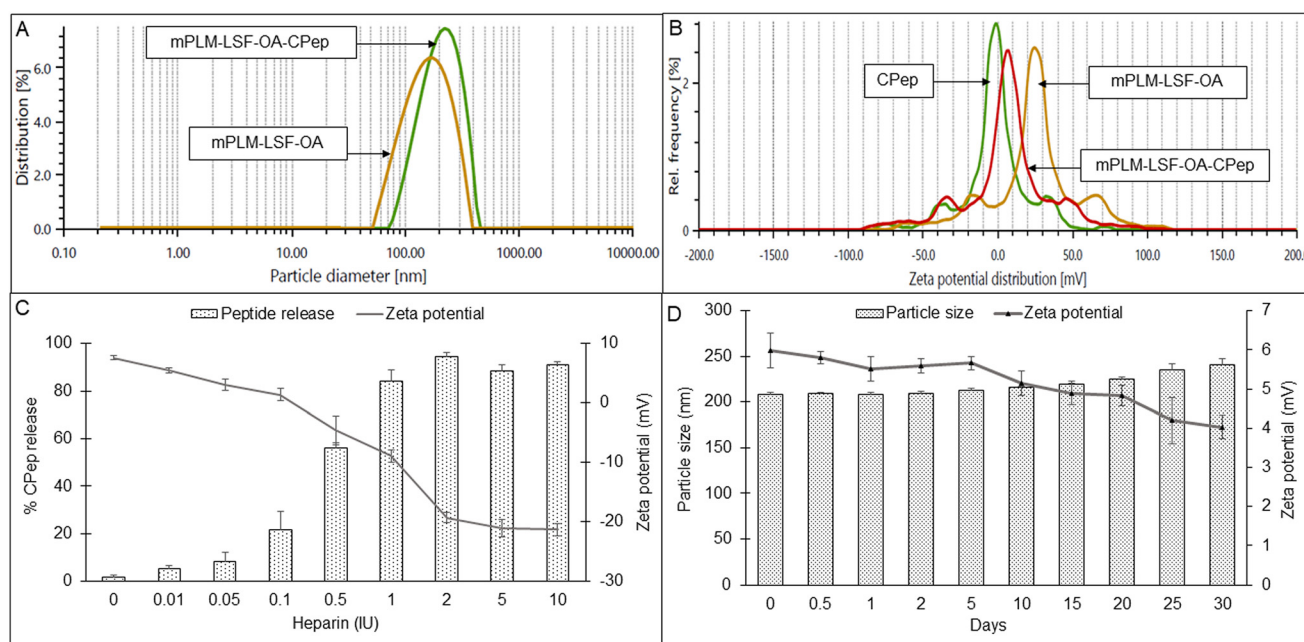 A
mPLM-LSF-OA-CPep
mPLM-LSF-OA
Distribution [%]
6.0
4.0
2.0
0.0
0.10 1.00 10.00 100.00 1000.00 10000.00
Particle diameter [nm]
B
CPep
mPLM-LSF-OA
mPLM-LSF-OA-CPep
Rel. frequency [%]
2
0
-200.0 -150.0 -100.0 -50.0 0.0 50.0 100.0 150.0 200.0
Zeta potential distribution [mV]
C
Peptide release Zeta potential
% CPep release
100
80
60
40
20
0
10
0
-10
-20
-30
Zeta potential (mV)
0 0.01 0.05 0.1 0.5 1 2 5 10
Heparin (IU)
D
Particle size Zeta potential
Particle size (nm)
300
250
200
150
100
50
0
7
6
5
4
3
2
1
0
Zeta potential (mV)
0 0.5 1 2 5 10 15 20 25 30
Days